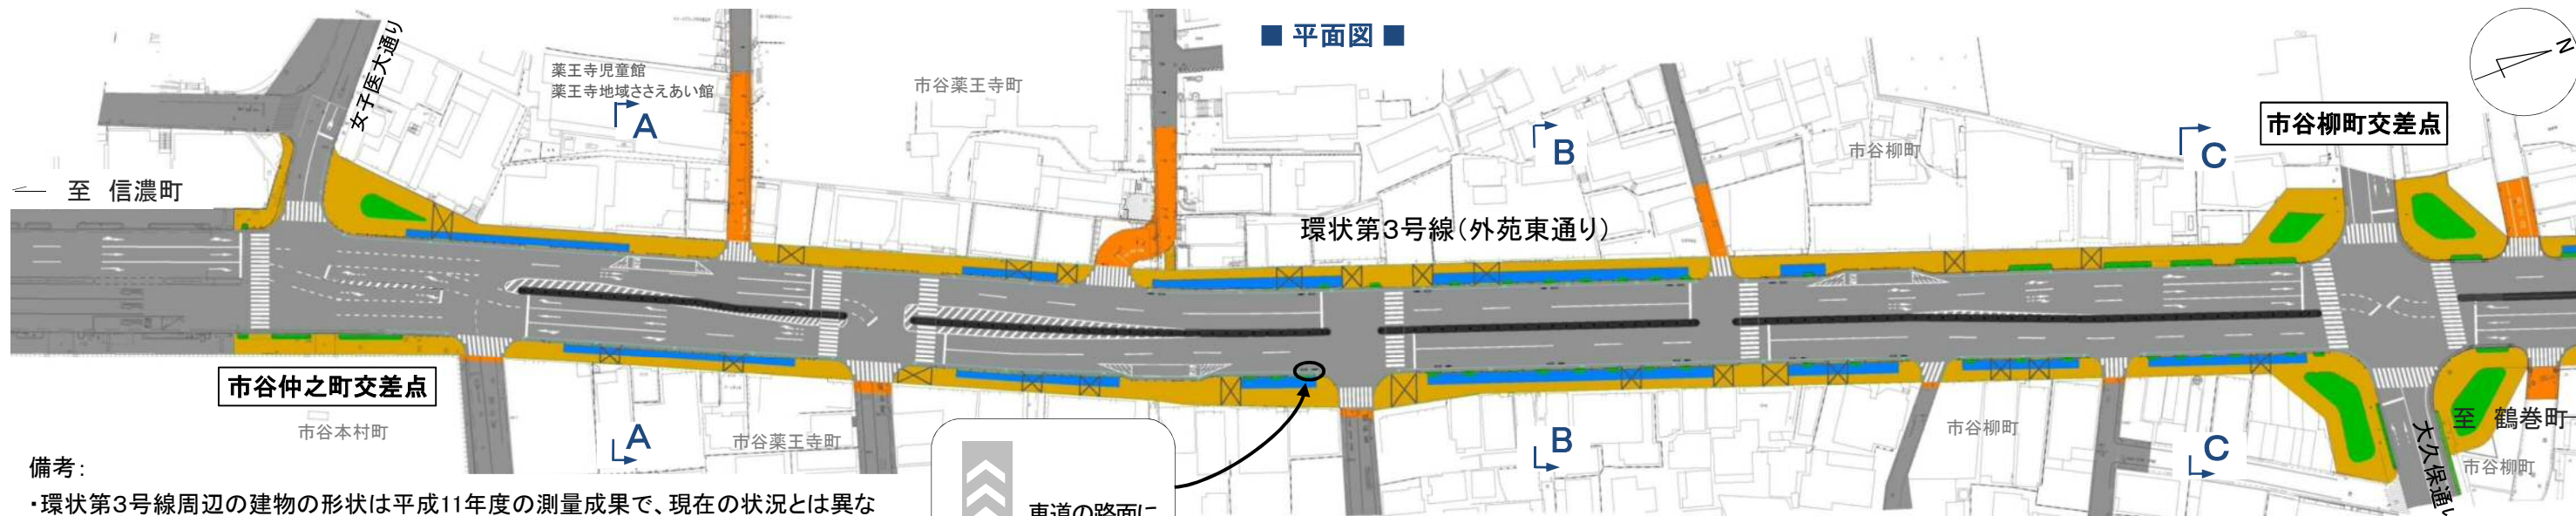 ■ 平面図 ■
N
女子医大通り
薬王寺児童館
薬王寺地域ささえあい館
A
市谷薬王寺町
B
市谷柳町
C
市谷柳町交差点
至 信濃町
環状第3号線(外苑東通り)
市谷仲之町交差点
市谷本村町
A
市谷薬王寺町
B
市谷柳町
C
至 鶴巻町
大久保通り
市谷柳町
備考:
・環状第3号線周辺の建物の形状は平成11年度の測量成果で、現在の状況とは異な
車道の路面に